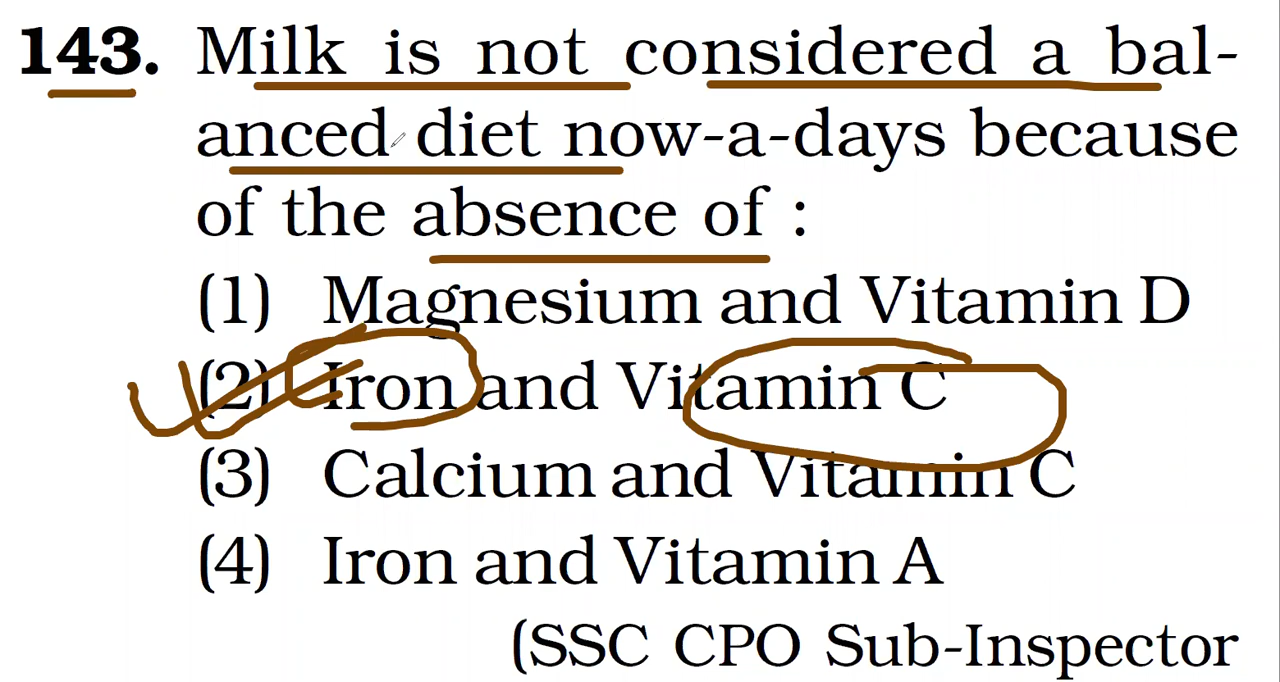 143. Milk is not considered a bal-
anced diet now-a-days because
of the absence of :
(1) Magnesium and Vitamin D
(2) Iron and Vitamin C
(3) Calcium and Vitamin C
(4) Iron and Vitamin A
(SSC CPO Sub-Inspector